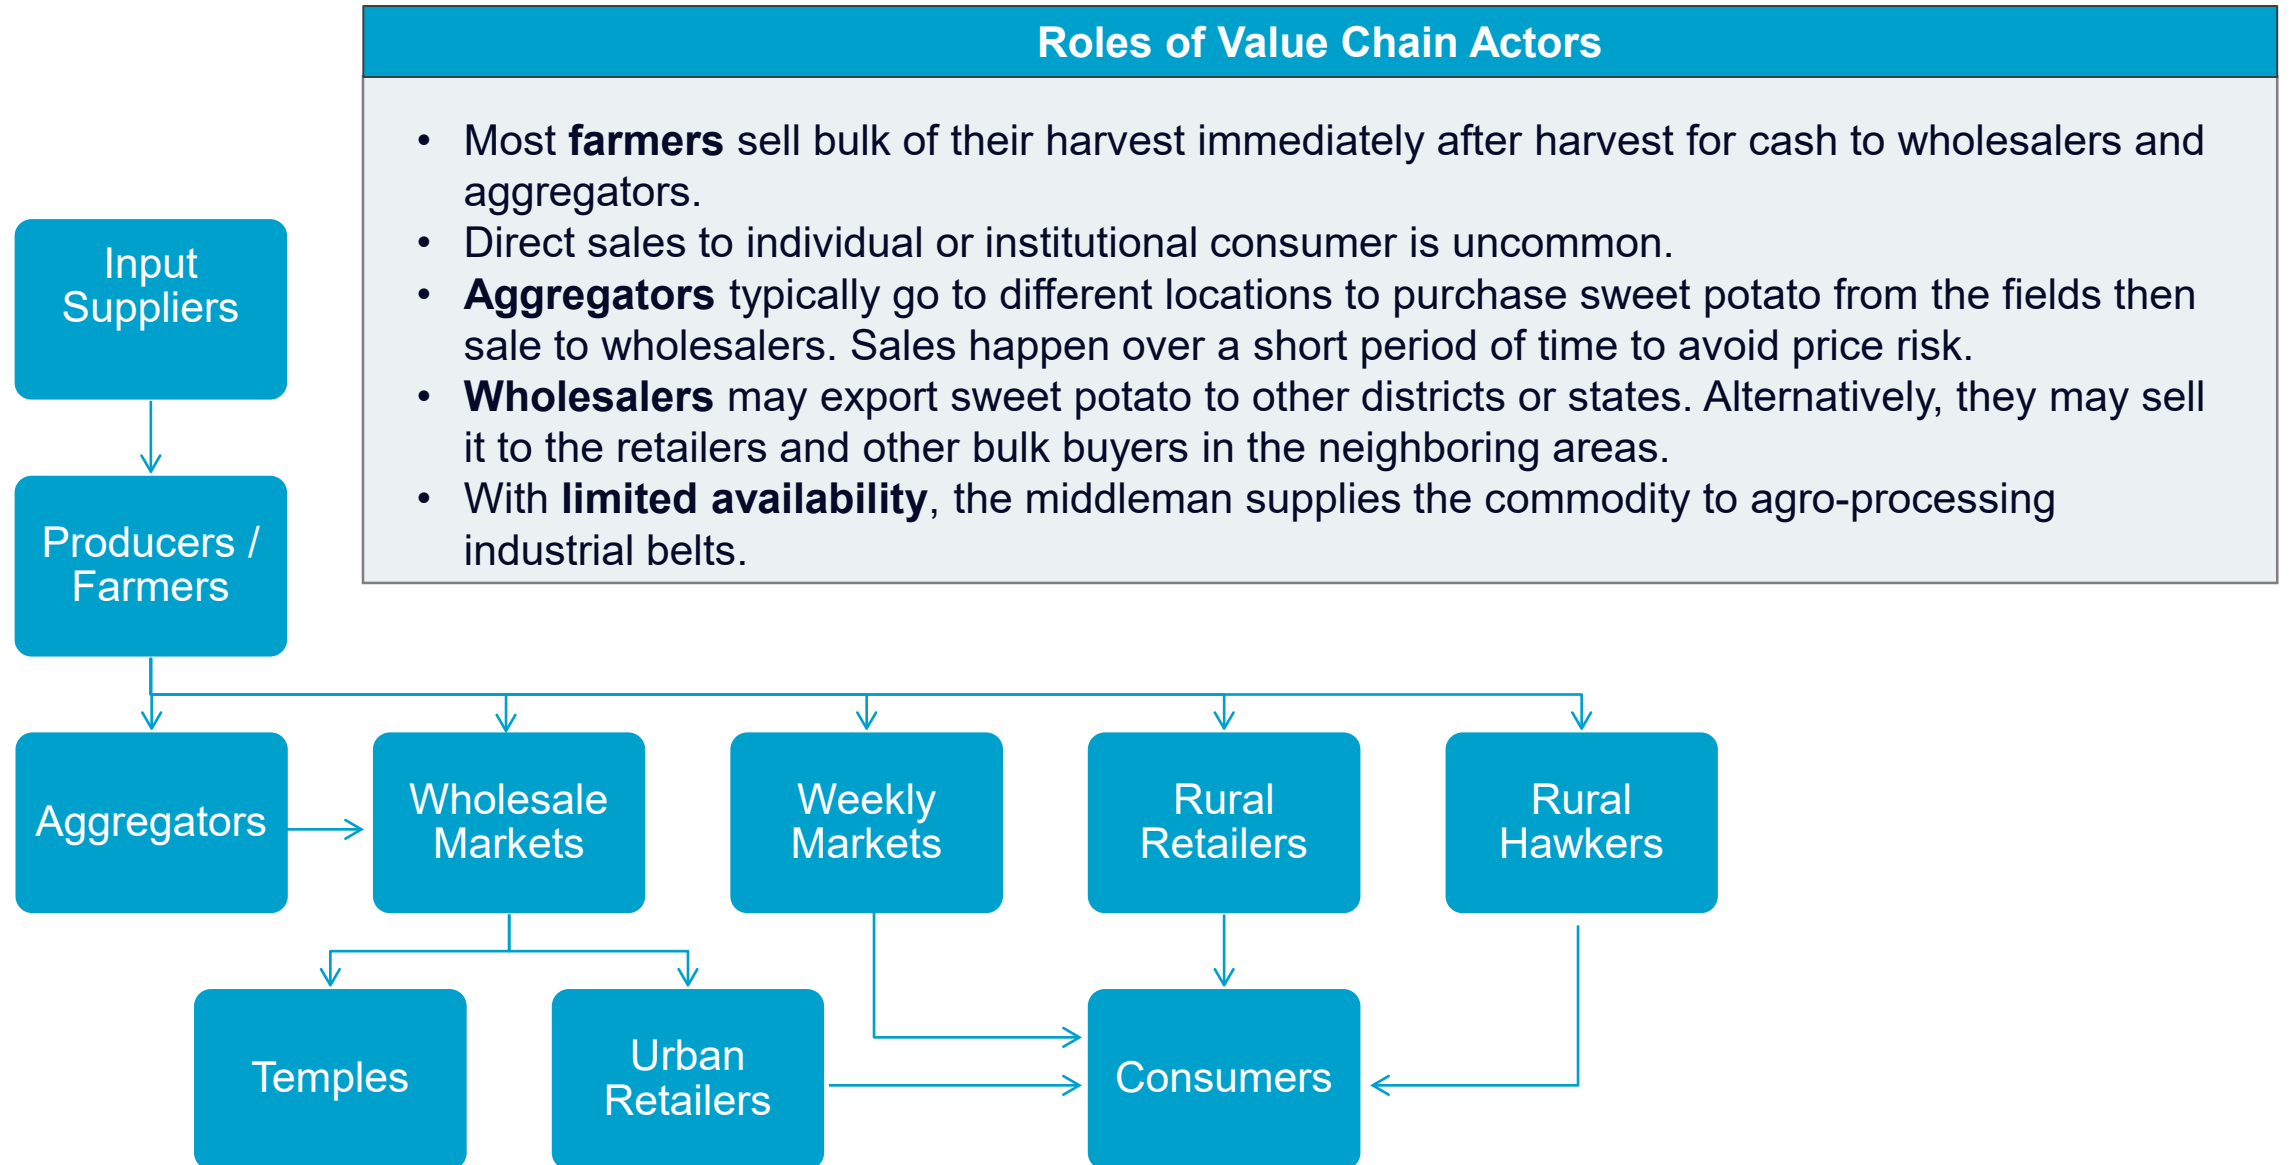 Roles of Value Chain Actors
• Most farmers sell bulk of their harvest immediately after harvest for cash to wholesalers and
aggregators.
• Direct sales to individual or institutional consumer is uncommon.
• Aggregators typically go to different locations to purchase sweet potato from the fields then
sale to wholesalers. Sales happen over a short period of time to avoid price risk.
• Wholesalers may export sweet potato to other districts or states. Alternatively, they may sell
it to the retailers and other bulk buyers in the neighboring areas.
• With limited availability, the middleman supplies the commodity to agro-processing
industrial belts.
Input
Suppliers
Producers /
Farmers
Aggregators
Wholesale
Markets
Weekly
Markets
Rural
Retailers
Rural
Hawkers
Temples
Urban
Retailers
Consumers